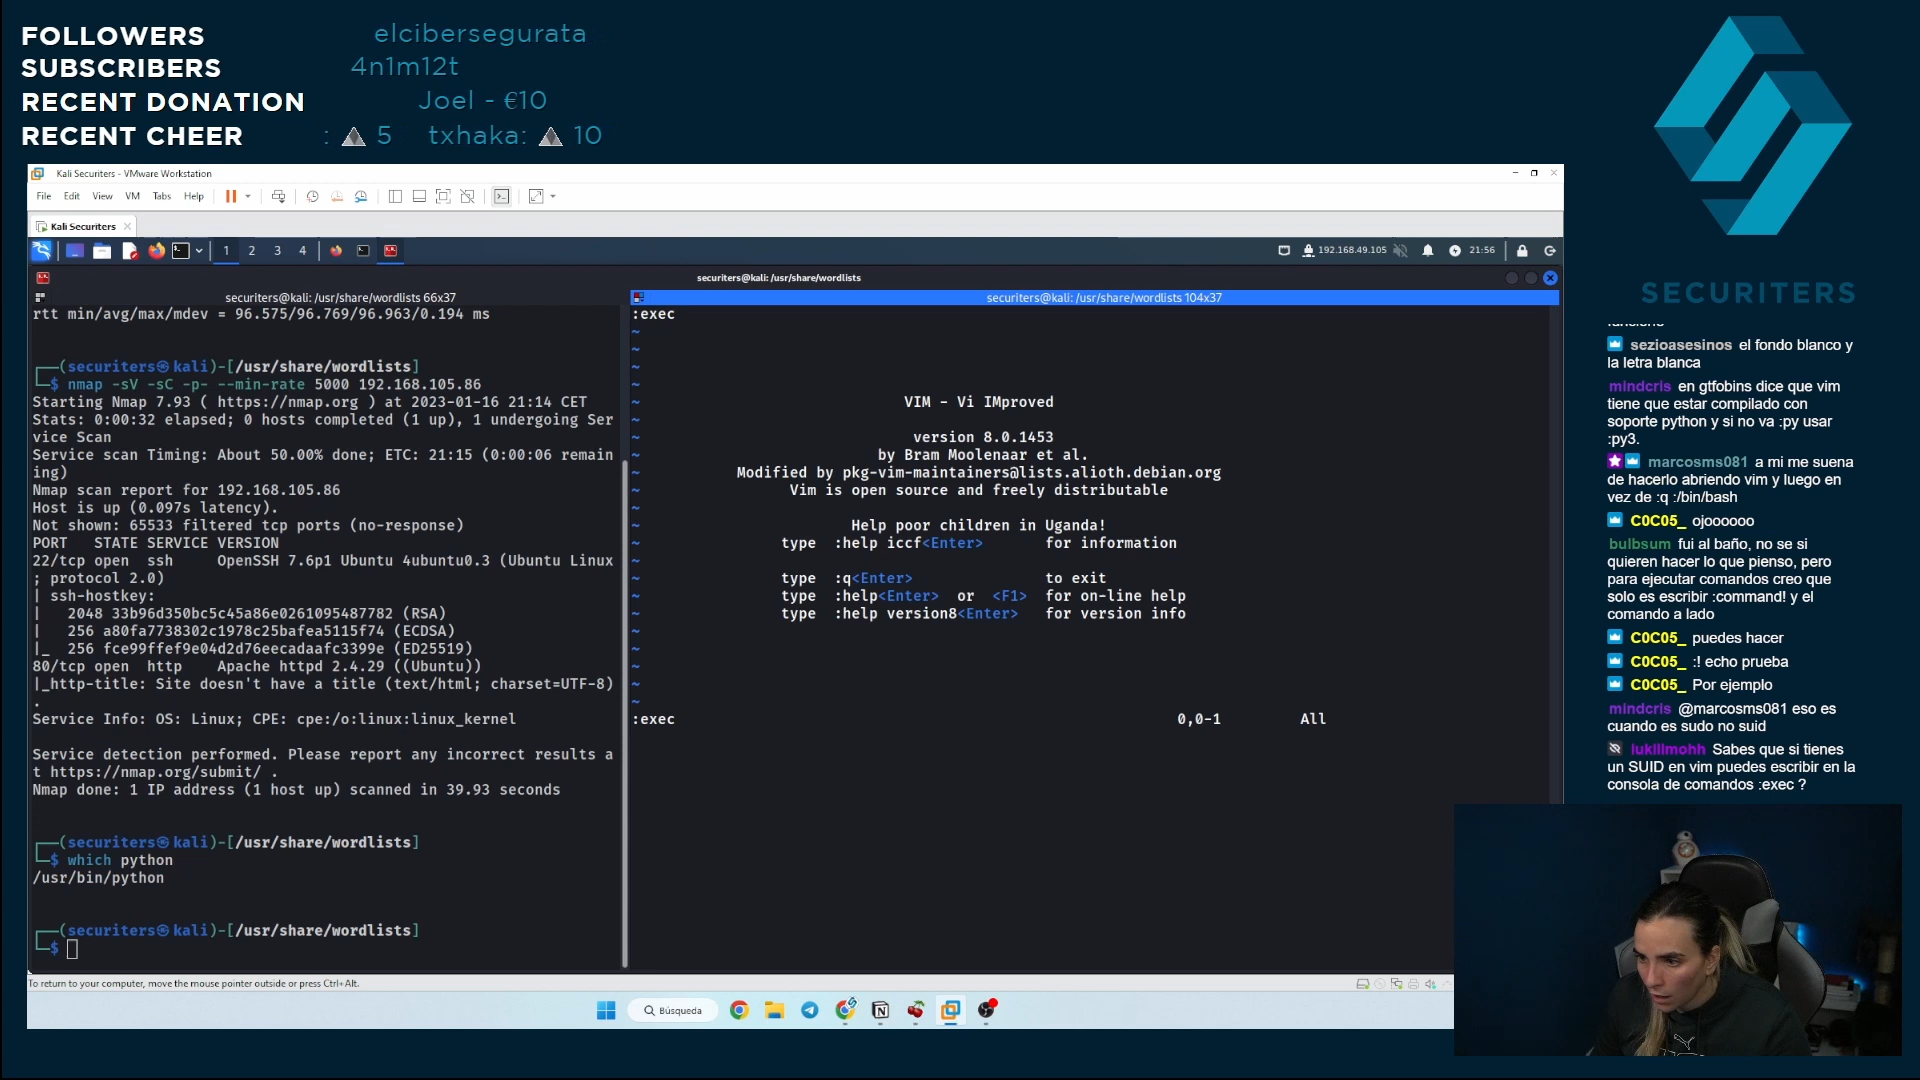 FOLLOWERS elcibersegurata
SUBSCRIBERS 4n1m12t
RECENT DONATION Joel - €10
RECENT CHEER : 5 txhaka: 10
Kali Securiters - VMware Workstation
File Edit View VM Tabs Help
Kali Securiters
1 2 3 4
192.168.49.105
21:56
securiters@kali: /usr/share/wordlists
securiters@kali: /usr/share/wordlists 66x37
rtt min/avg/max/mdev = 96.575/96.769/96.963/0.194 ms
┌──(securiters㉿kali)-[/usr/share/wordlists]
└─$ nmap -sV -sC -p- --min-rate 5000 192.168.105.86
Starting Nmap 7.93 ( https://nmap.org ) at 2023-01-16 21:14 CET
Stats: 0:00:32 elapsed; 0 hosts completed (1 up), 1 undergoing Ser
vice Scan
Service scan Timing: About 50.00% done; ETC: 21:15 (0:00:06 remain
ing)
Nmap scan report for 192.168.105.86
Host is up (0.097s latency).
Not shown: 65533 filtered tcp ports (no-response)
PORT   STATE SERVICE VERSION
22/tcp open  ssh     OpenSSH 7.6p1 Ubuntu 4ubuntu0.3 (Ubuntu Linux
; protocol 2.0)
| ssh-hostkey:
|   2048 33b96d350bc5c45a86e0261095487782 (RSA)
|   256 a80fa7738302c1978c25bafea5115f74 (ECDSA)
|_  256 fce99ffef9e04d2d76eecadaafc3399e (ED25519)
80/tcp open  http    Apache httpd 2.4.29 ((Ubuntu))
|_http-title: Site doesn't have a title (text/html; charset=UTF-8)
.
Service Info: OS: Linux; CPE: cpe:/o:linux:linux_kernel
Service detection performed. Please report any incorrect results a
t https://nmap.org/submit/ .
Nmap done: 1 IP address (1 host up) scanned in 39.93 seconds
┌──(securiters㉿kali)-[/usr/share/wordlists]
└─$ which python
/usr/bin/python
┌──(securiters㉿kali)-[/usr/share/wordlists]
└─$
securiters@kali: /usr/share/wordlists 104x37
:exec
~
~
~
~
~ VIM - Vi IMproved
~
~ version 8.0.1453
~ by Bram Moolenaar et al.
~ Modified by pkg-vim-maintainers@lists.alioth.debian.org
~ Vim is open source and freely distributable
~
~ Help poor children in Uganda!
~ type  :help iccf<Enter>       for information
~
~ type  :q<Enter>               to exit
~ type  :help<Enter>  or  <F1>  for on-line help
~ type  :help version8<Enter>   for version info
~
~
~
~
~
:exec 0,0-1 All
To return to your computer, move the mouse pointer outside or press Ctrl+Alt.
Búsqueda
SECURITERS
sezioasesinos el fondo blanco y
la letra blanca
mindcris en gtfobins dice que vim
tiene que estar compilado con
soporte python y si no va :py usar
:py3.
marcosms081 a mi me suena
de hacerlo abriendo vim y luego en
vez de :q :/bin/bash
C0C05_ ojoooooo
bulbsum fui al baño, no se si
quieren hacer lo que pienso, pero
para ejecutar comandos creo que
solo es escribir :command! y el
comando a lado
C0C05_ puedes hacer
C0C05_ :! echo prueba
C0C05_ Por ejemplo
mindcris @marcosms081 eso es
cuando es sudo no suid
lukillmohh Sabes que si tienes
un SUID en vim puedes escribir en la
consola de comandos :exec ?